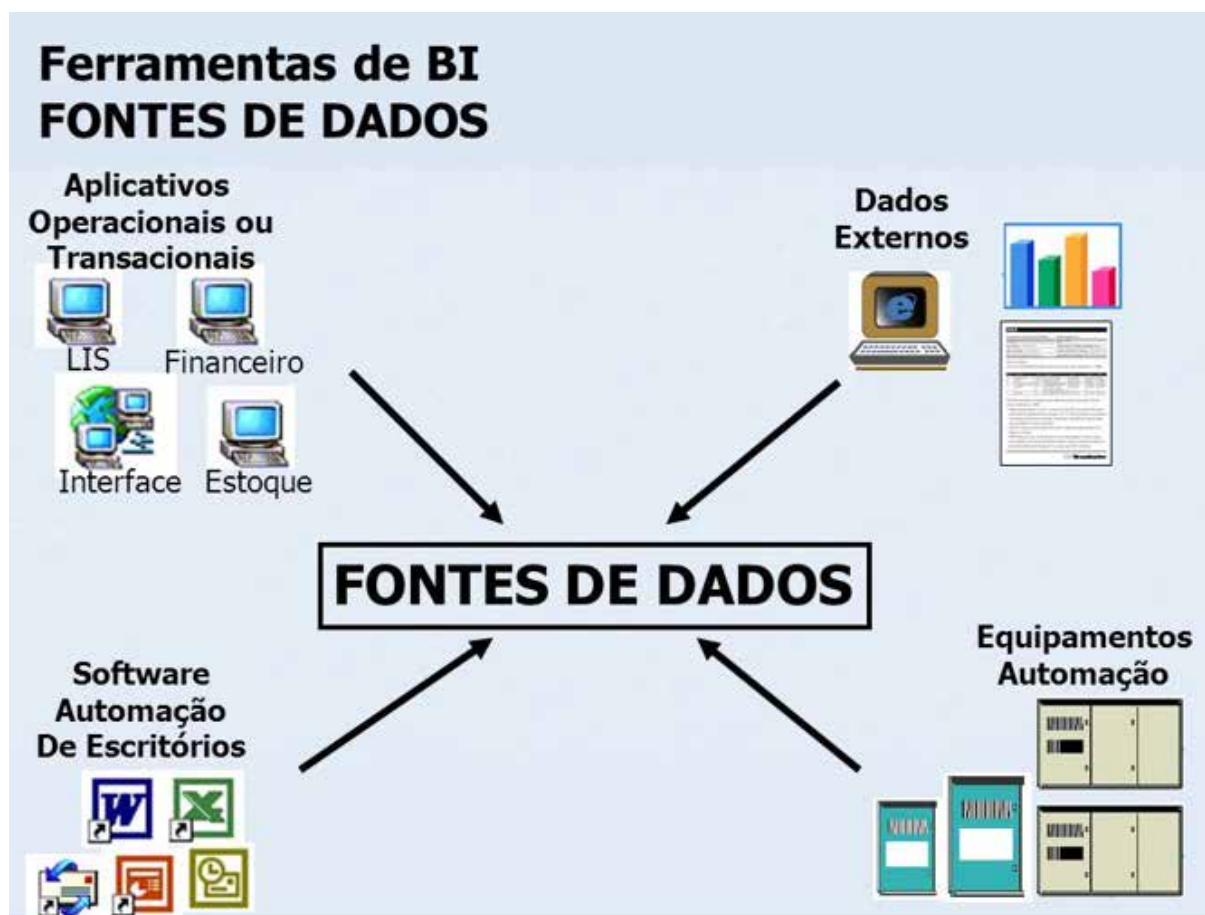 Ferramentas de BI
FONTES DE DADOS
Aplicativos
Operacionais ou
Transacionais
LIS
Financeiro
Interface
Estoque
Dados
Externos
FONTES DE DADOS
Software
Automação
De Escritórios
W
X
Equipamentos
Automação